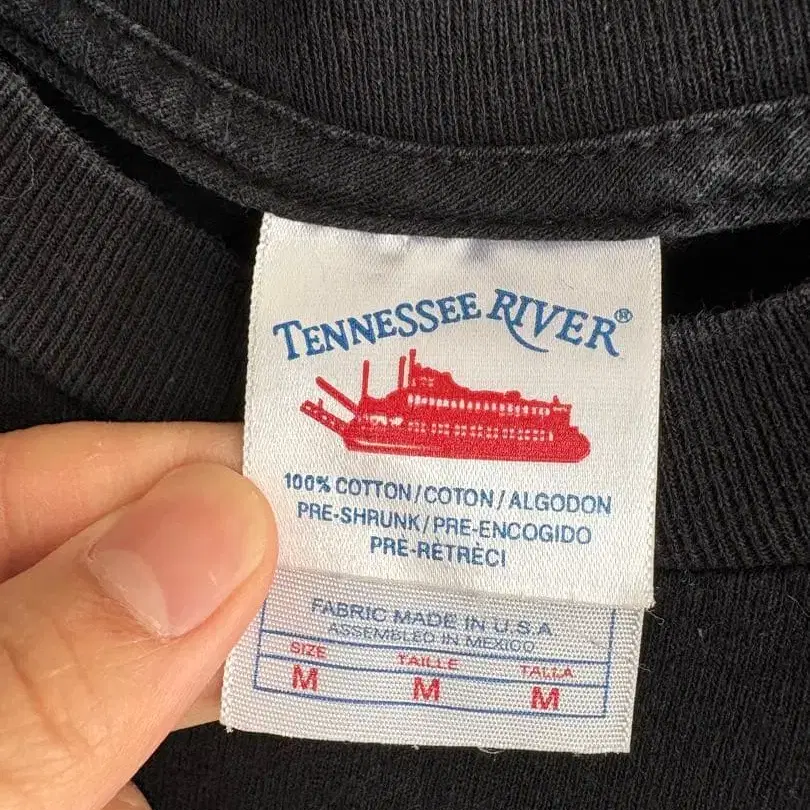 TENNESSEE RIVER®
100% COTTON/COTON/ALGODON
PRE-SHRUNK/PRE-ENCOGIDO
PRE-RÉTRÈCI
FABRIC MADE IN U.S.A
ASSEMBLED IN MEXICO
SIZE TAILLE TALLA
M M M